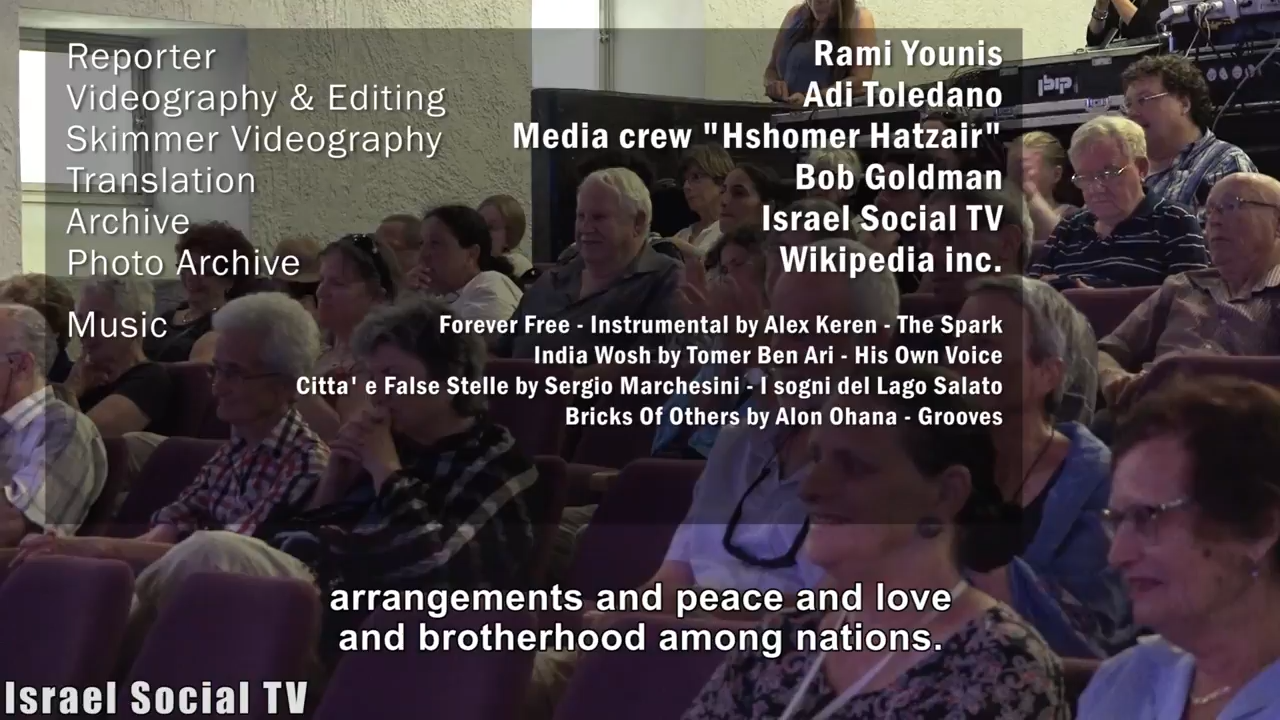 Reporter Rami Younis
Videography & Editing Adi Toledano
Skimmer Videography Media crew "Hshomer Hatzair"
Translation Bob Goldman
Archive Israel Social TV
Photo Archive Wikipedia inc.
Music Forever Free - Instrumental by Alex Keren - The Spark
India Wosh by Tomer Ben Ari - His Own Voice
Citta' e False Stelle by Sergio Marchesini - I sogni del Lago Salato
Bricks Of Others by Alon Ohana - Grooves
arrangements and peace and love
and brotherhood among nations.
Israel Social TV